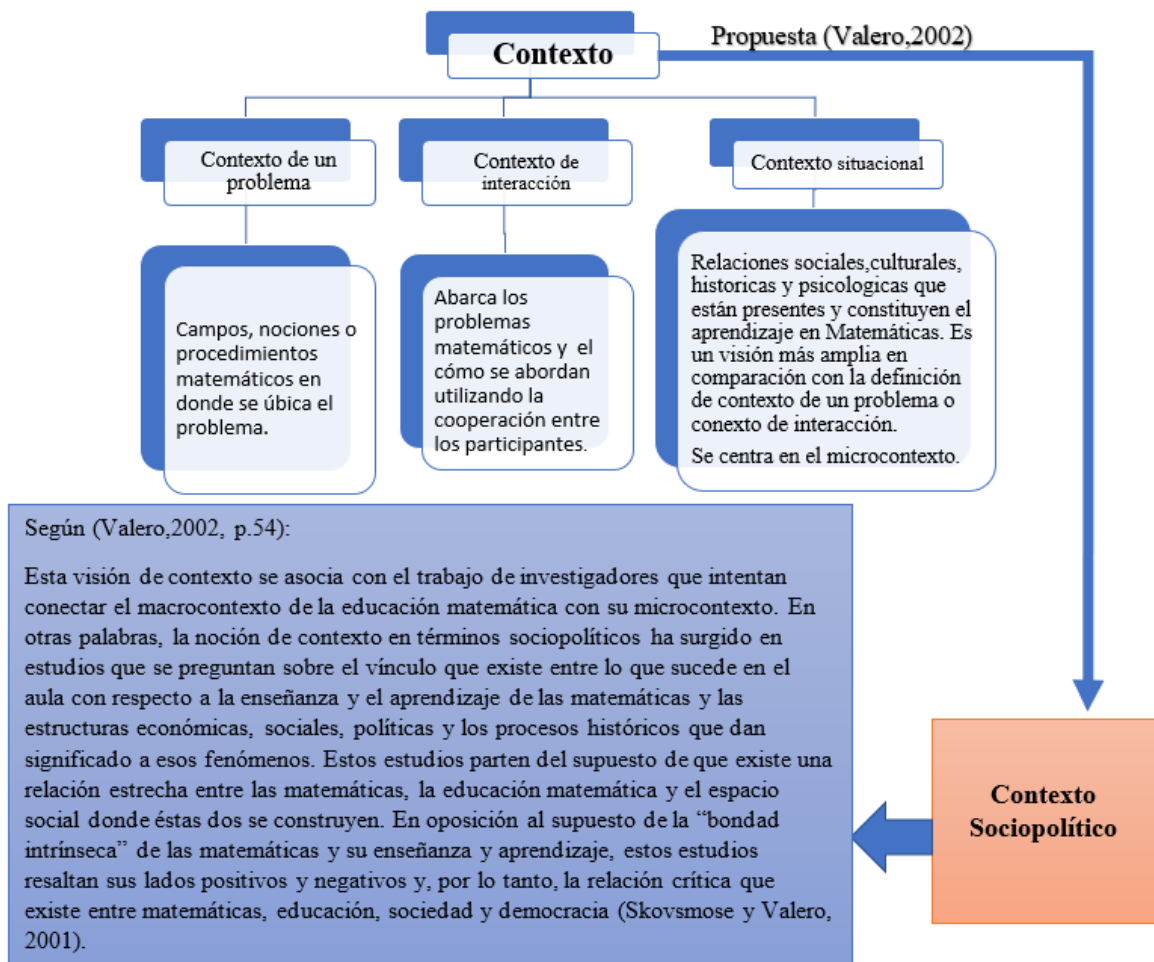 Propuesta (Valero,2002)
Contexto
Contexto de un
problema
Contexto de
interacción
Contexto situacional
Campos, nociones o
procedimientos
matemáticos en
donde se úbica el
problema.
Abarca los
problemas
matemáticos y el
cómo se abordan
utilizando la
cooperación entre
los participantes.
Relaciones sociales,culturales,
historicas y psicologicas que
están presentes y constituyen el
aprendizaje en Matemáticas. Es
un visión más amplia en
comparación con la definición
de contexto de un problema o
conexto de interacción.
Se centra en el microcontexto.
Según (Valero,2002, p.54):
Esta visión de contexto se asocia con el trabajo de investigadores que intentan
conectar el macrocontexto de la educación matemática con su microcontexto. En
otras palabras, la noción de contexto en términos sociopolíticos ha surgido en
estudios que se preguntan sobre el vínculo que existe entre lo que sucede en el
aula con respecto a la enseñanza y el aprendizaje de las matemáticas y las
estructuras económicas, sociales, políticas y los procesos históricos que dan
significado a esos fenómenos. Estos estudios parten del supuesto de que existe una
relación estrecha entre las matemáticas, la educación matemática y el espacio
social donde éstas dos se construyen. En oposición al supuesto de la “bondad
intrínseca” de las matemáticas y su enseñanza y aprendizaje, estos estudios
resaltan sus lados positivos y negativos y, por lo tanto, la relación crítica que
existe entre matemáticas, educación, sociedad y democracia (Skovsmose y Valero,
2001).
Contexto
Sociopolítico